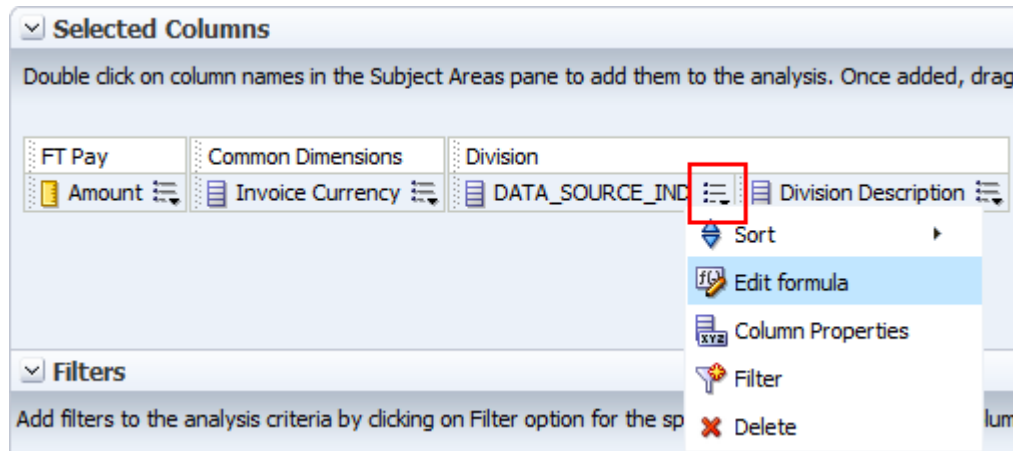 Selected Columns
Double click on column names in the Subject Areas pane to add them to the analysis. Once added, drag
FT Pay Common Dimensions Division
Amount Invoice Currency DATA_SOURCE_IND Division Description
Sort
f() Edit formula
XYZ Column Properties
Filters
Filter
Add filters to the analysis criteria by clicking on Filter option for the sp lum
Delete